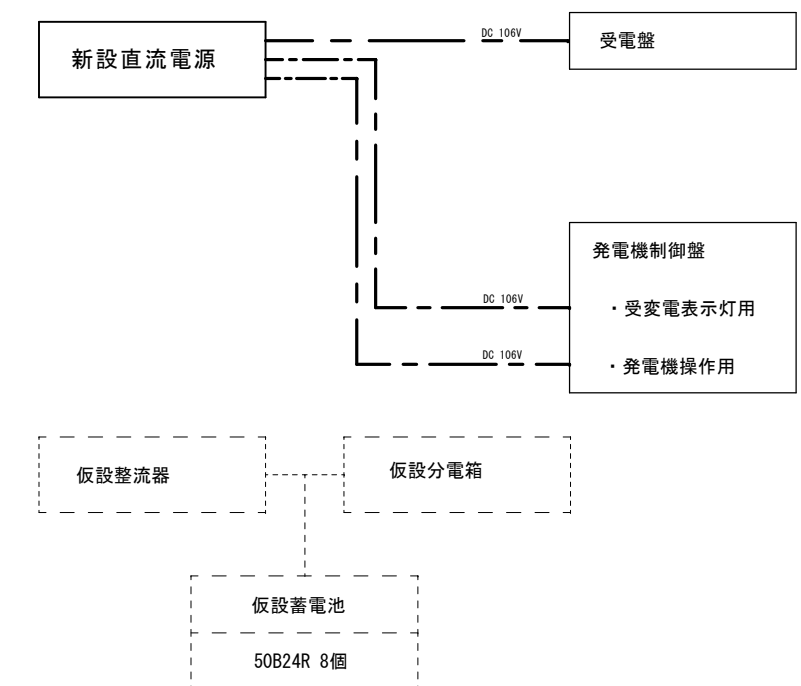 新設直流電源
DC 106V
受電盤
発電機制御盤
DC 106V
・受変電表示灯用
DC 106V
・発電機操作用
仮設整流器
仮設分電箱
仮設蓄電池
50B24R 8個